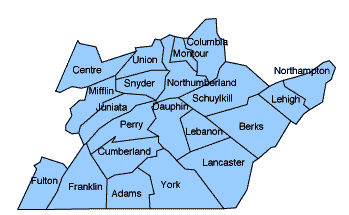 Columbia
Union
Montour
Centre
Northampton
Snyder
Northumberland
Mifflin
Schuylkill
Lehigh
Juniata
Dauphin
Perry
Berks
Lebanon
Cumberland
Lancaster
Fulton
Franklin
Adams
York